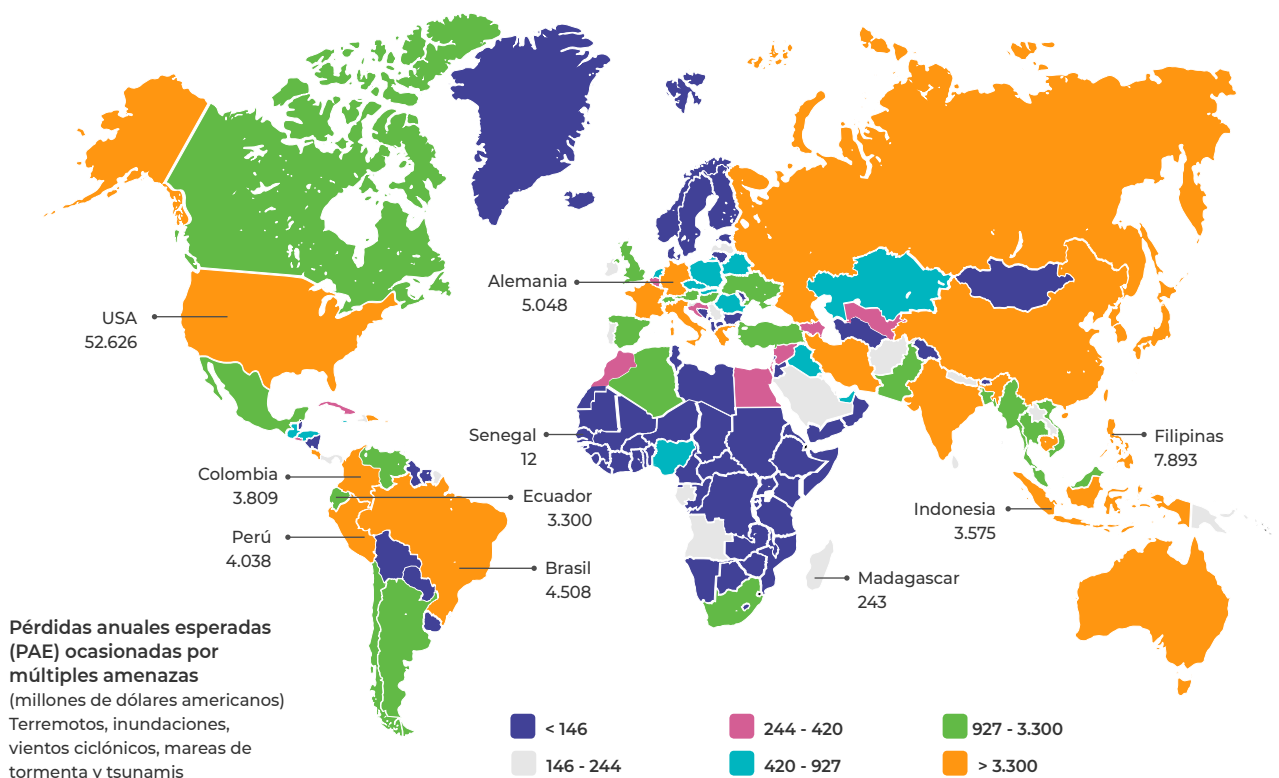 Alemania
5.048
USA
52.626
Senegal
12
Filipinas
7.893
Colombia
3.809
Ecuador
3.300
Indonesia
3.575
Perú
4.038
Brasil
4.508
Madagascar
243
Pérdidas anuales esperadas
(PAE) ocasionadas por
múltiples amenazas
(millones de dólares americanos)
Terremotos, inundaciones,
vientos ciclónicos, mareas de
tormenta y tsunamis
< 146
244 - 420
927 - 3.300
146 - 244
420 - 927
> 3.300